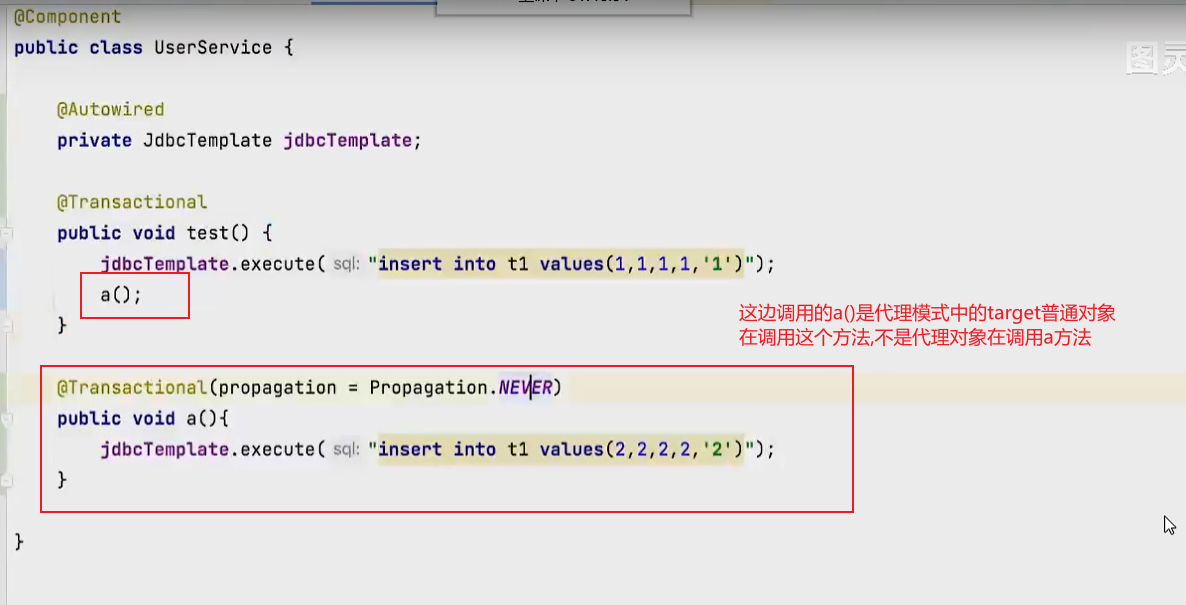 @Component
public class UserService {
图灵
@Autowired
private JdbcTemplate jdbcTemplate;
@Transactional
public void test() {
jdbcTemplate.execute( sql: "insert into t1 values(1,1,1,1,'1')");
a();
}
这边调用的a()是代理模式中的target普通对象
在调用这个方法,不是代理对象在调用a方法
@Transactional(propagation = Propagation.NEVER)
public void a(){
jdbcTemplate.execute( sql: "insert into t1 values(2,2,2,2,'2')");
}
}